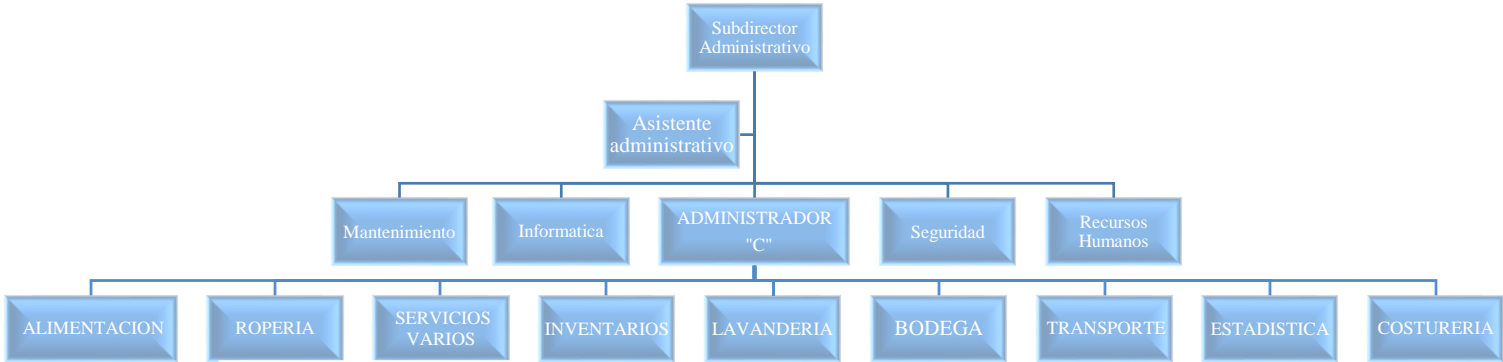 Subdirector
Administrativo
Asistente
administrativo
Mantenimiento
Informatica
ADMINISTRADOR
"C"
Seguridad
Recursos
Humanos
ALIMENTACION
ROPERIA
SERVICIOS
VARIOS
INVENTARIOS
LAVANDERIA
BODEGA
TRANSPORTE
ESTADISTICA
COSTURERIA